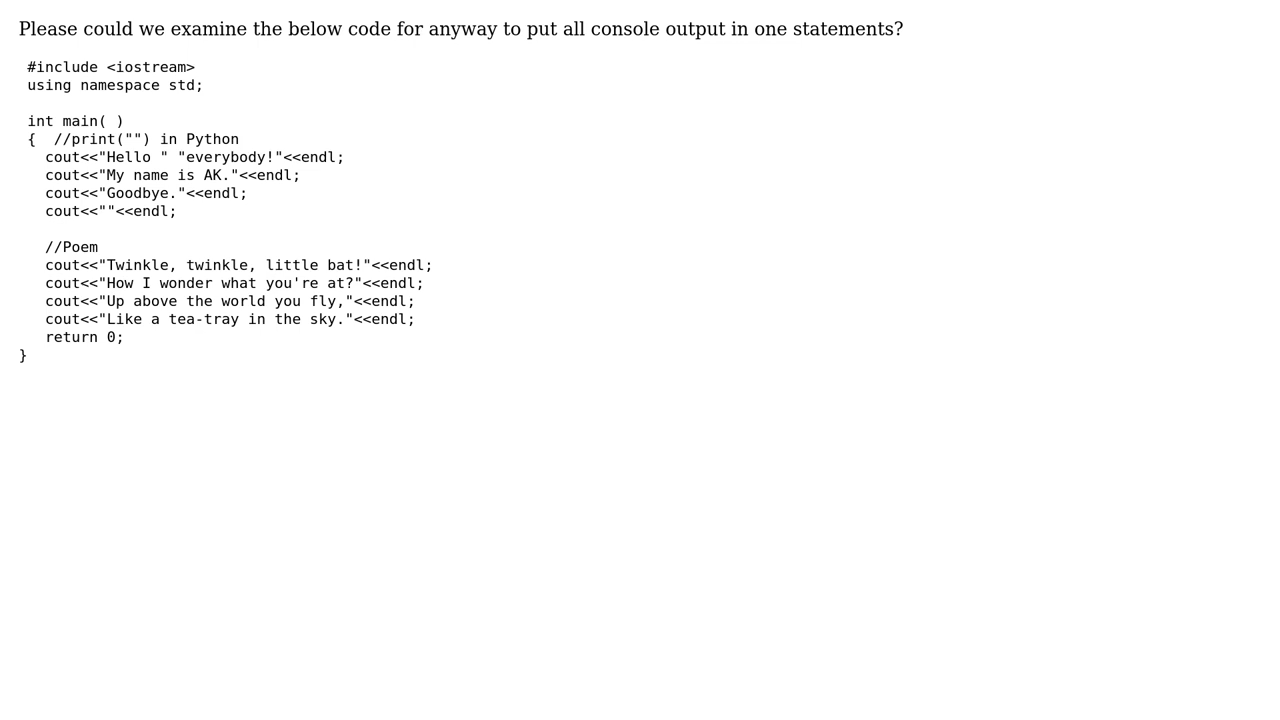 Please could we examine the below code for anyway to put all console output in one statements?
#include <iostream>
using namespace std;
int main( )
{  //print("") in Python
cout<<"Hello " "everybody!"<<endl;
cout<<"My name is AK."<<endl;
cout<<"Goodbye."<<endl;
cout<<""<<endl;
//Poem
cout<<"Twinkle, twinkle, little bat!"<<endl;
cout<<"How I wonder what you're at?"<<endl;
cout<<"Up above the world you fly,"<<endl;
cout<<"Like a tea-tray in the sky."<<endl;
return 0;
}